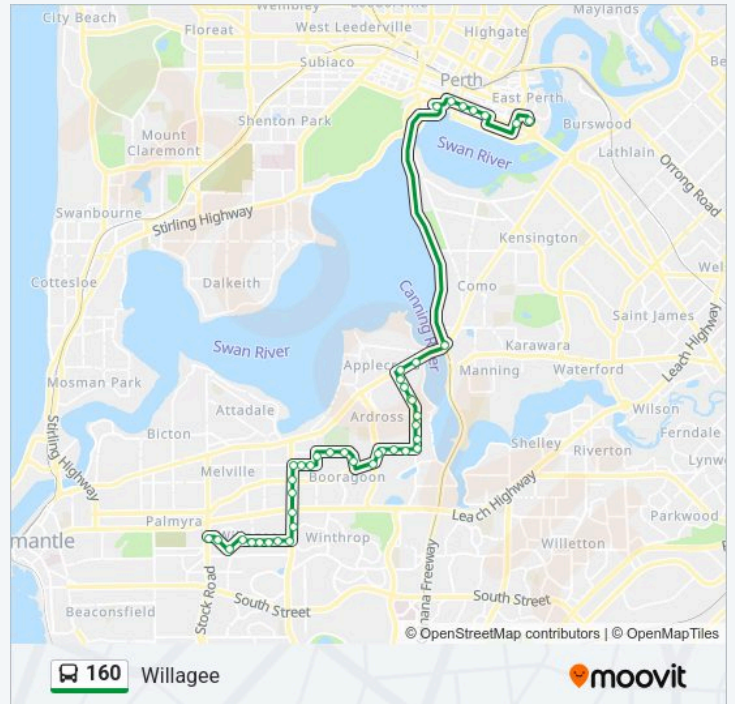 City Beach
Wembley
Maylands
Floreat
West Leederville
Highgate
Subiaco
Perth
Shenton Park
East Perth
Burswood
Mount
Claremont
Swan River
Lathlain
Orrong Road
Swanbourne
Stirling Highway
Kensington
Cottesloe
Dalkeith
Como
Canning River
Saint James
Leach Highway
Swan River
Karawara
Mosman Park
Manning
Waterford
Attadale
Ardross
Wilson
Stirling Highway
Bicton
Ferndale
Shelley
Riverton
Melville
Booragoon
Leach Highway
Palmyra
Parkwood
mantle
Winthrop
Willetton
Stock Road
South Street
South Street
Beaconsfield
© OpenStreetMap contributors | © OpenMapTiles
160 Willagee
moovit